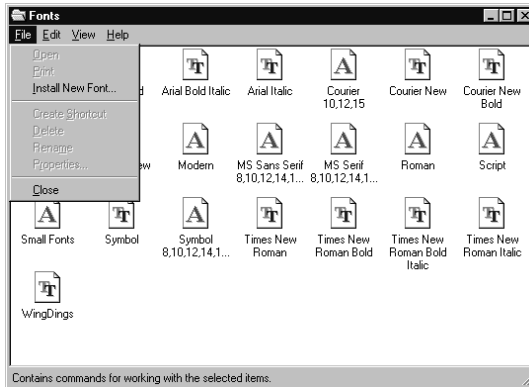 Fonts
File Edit View Help
Open
Print
Install New Font...
Create Shortcut
Delete
Rename
Properties...
Close
d Arial Bold Italic Arial Italic Courier Courier New Courier New
10,12,15 Bold
ew Modern MS Sans Serif MS Serif Roman Script
8,10,12,14,1... 8,10,12,14,1...
Small Fonts Symbol Symbol Times New Times New Times New Times New
8,10,12,14,1... Roman Roman Bold Roman Bold Roman Italic
Italic
WingDings
Contains commands for working with the selected items.